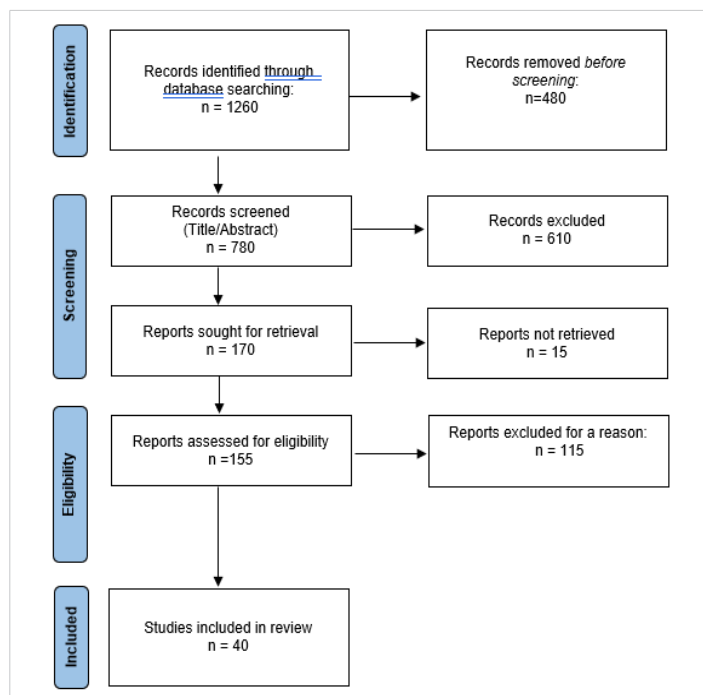 Identification
Records identified through
database searching:
n = 1260
Records removed before
screening:
n=480
Screening
Records screened
(Title/Abstract)
n = 780
Records excluded
n = 610
Reports sought for retrieval
n = 170
Reports not retrieved
n = 15
Eligibility
Reports assessed for eligibility
n =155
Reports excluded for a reason:
n = 115
Included
Studies included in review
n = 40